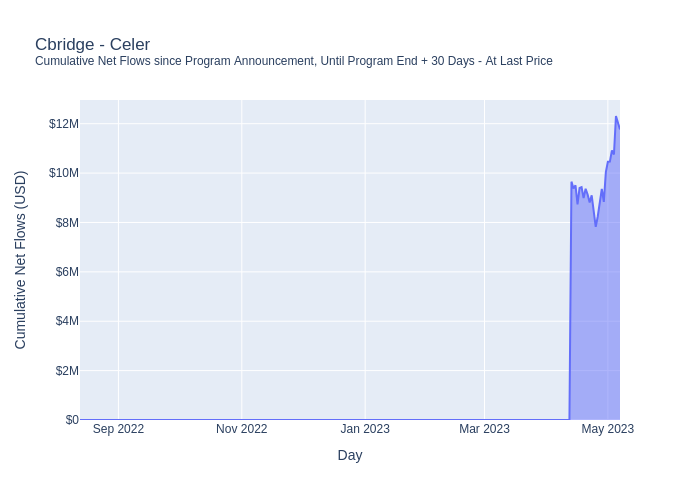 Cbridge - Celer
Cumulative Net Flows since Program Announcement, Until Program End + 30 Days - At Last Price
Cumulative Net Flows (USD)
$12M
$10M
$8M
$6M
$4M
$2M
$0
Sep 2022
Nov 2022
Jan 2023
Mar 2023
May 2023
Day